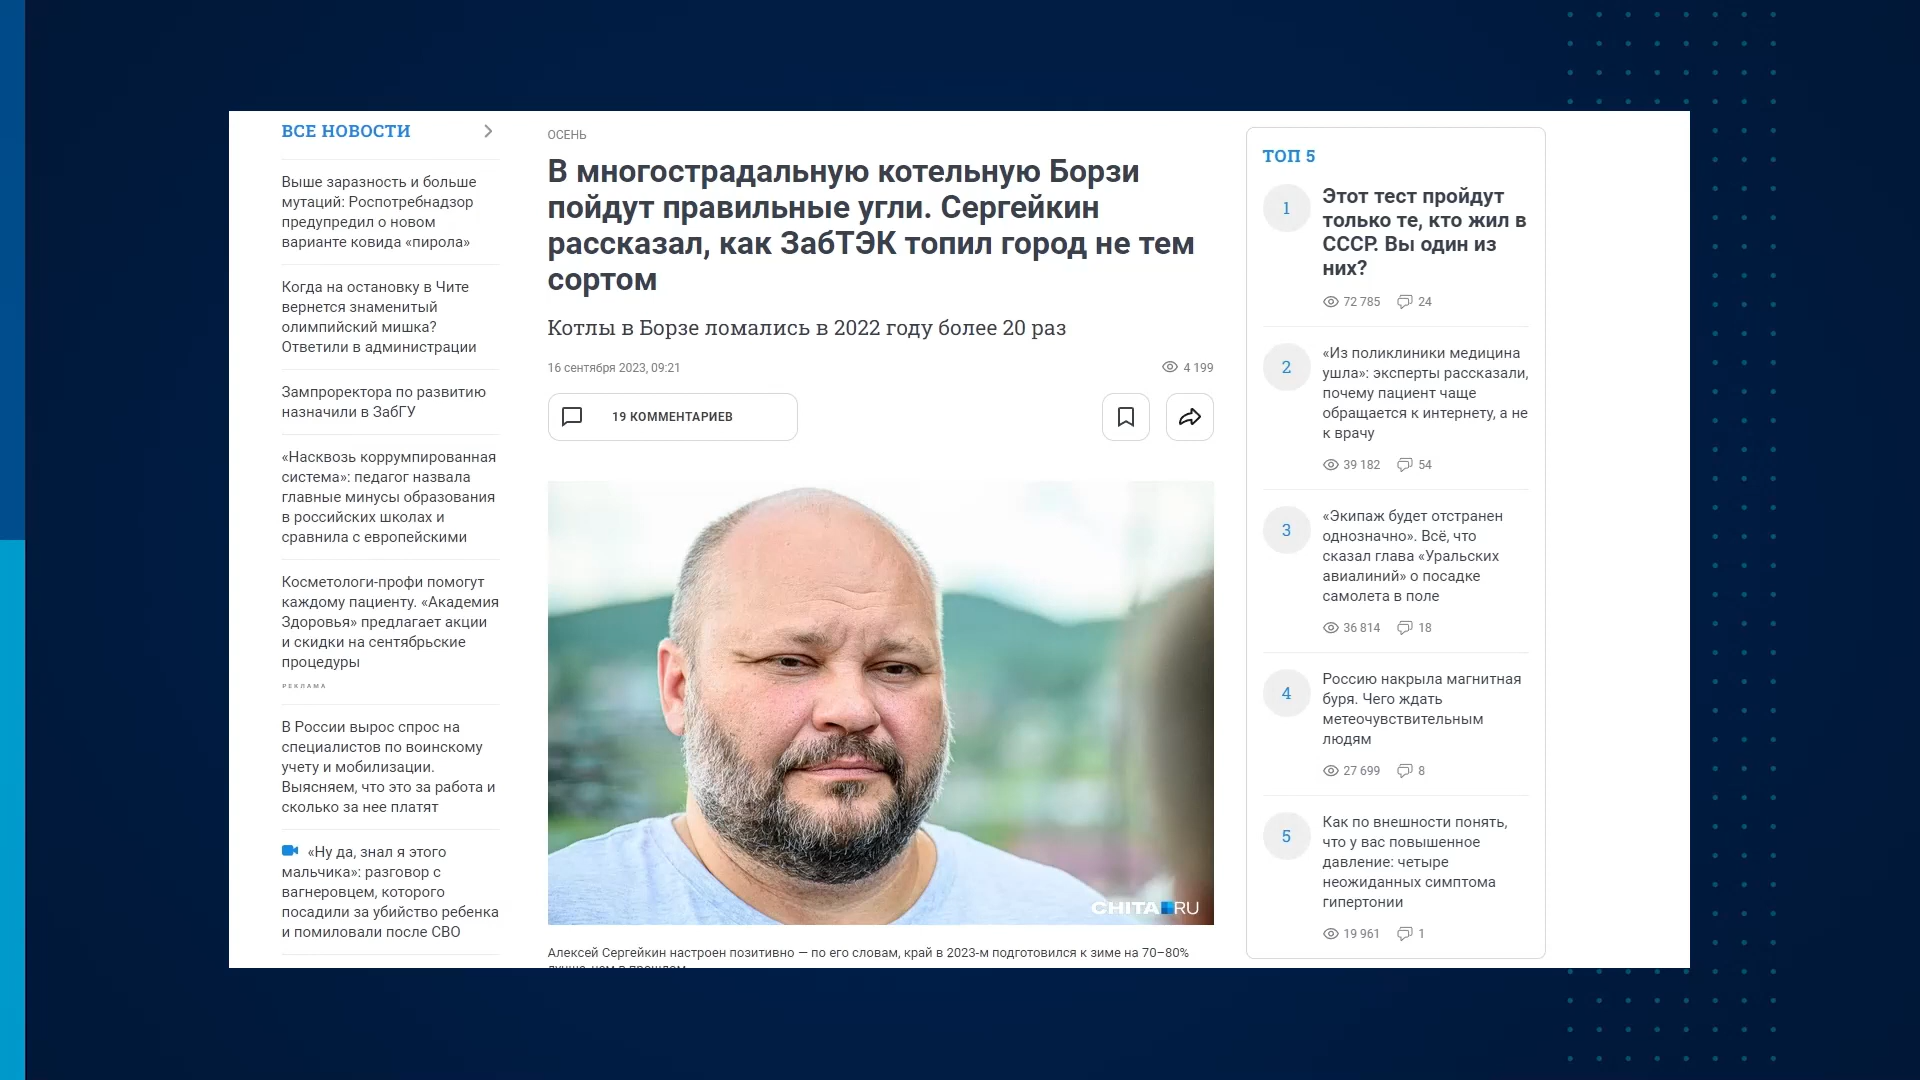 ВСЕ НОВОСТИ
Выше заразность и больше
мутаций: Роспотребнадзор
предупредил о новом
варианте ковида «пирола»
Когда на остановку в Чите
вернется знаменитый
олимпийский мишка?
Ответили в администрации
Зампроректора по развитию
назначили в ЗабГУ
«Насквозь коррумпированная
система»: педагог назвала
главные минусы образования
в российских школах и
сравнила с европейскими
Косметологи-профи помогут
каждому пациенту. «Академия
Здоровья» предлагает акции
и скидки на сентябрьские
процедуры
РЕКЛАМА
В России вырос спрос на
специалистов по воинскому
учету и мобилизации.
Выясняем, что это за работа и
сколько за нее платят
«Ну да, знал я этого
мальчика»: разговор с
вагнеровцем, которого
посадили за убийство ребенка
и помиловали после СВО
ОСЕНЬ
В многострадальную котельную Борзи
пойдут правильные угли. Сергейкин
рассказал, как ЗабТЭК топил город не тем
сортом
Котлы в Борзе ломались в 2022 году более 20 раз
16 сентября 2023, 09:21
4 199
19 КОММЕНТАРИЕВ
CHITA RU
Алексей Сергейкин настроен позитивно — по его словам, край в 2023-м подготовился к зиме на 70–80%
ТОП 5
1
Этот тест пройдут
только те, кто жил в
СССР. Вы один из
них?
72 785 24
2
«Из поликлиники медицина
ушла»: эксперты рассказали,
почему пациент чаще
обращается к интернету, а не
к врачу
39 182 54
3
«Экипаж будет отстранен
однозначно». Всё, что
сказал глава «Уральских
авиалиний» о посадке
самолета в поле
36 814 18
4
Россию накрыла магнитная
буря. Чего ждать
метеочувствительным
людям
27 699 8
5
Как по внешности понять,
что у вас повышенное
давление: четыре
неожиданных симптома
гипертонии
19 961 1